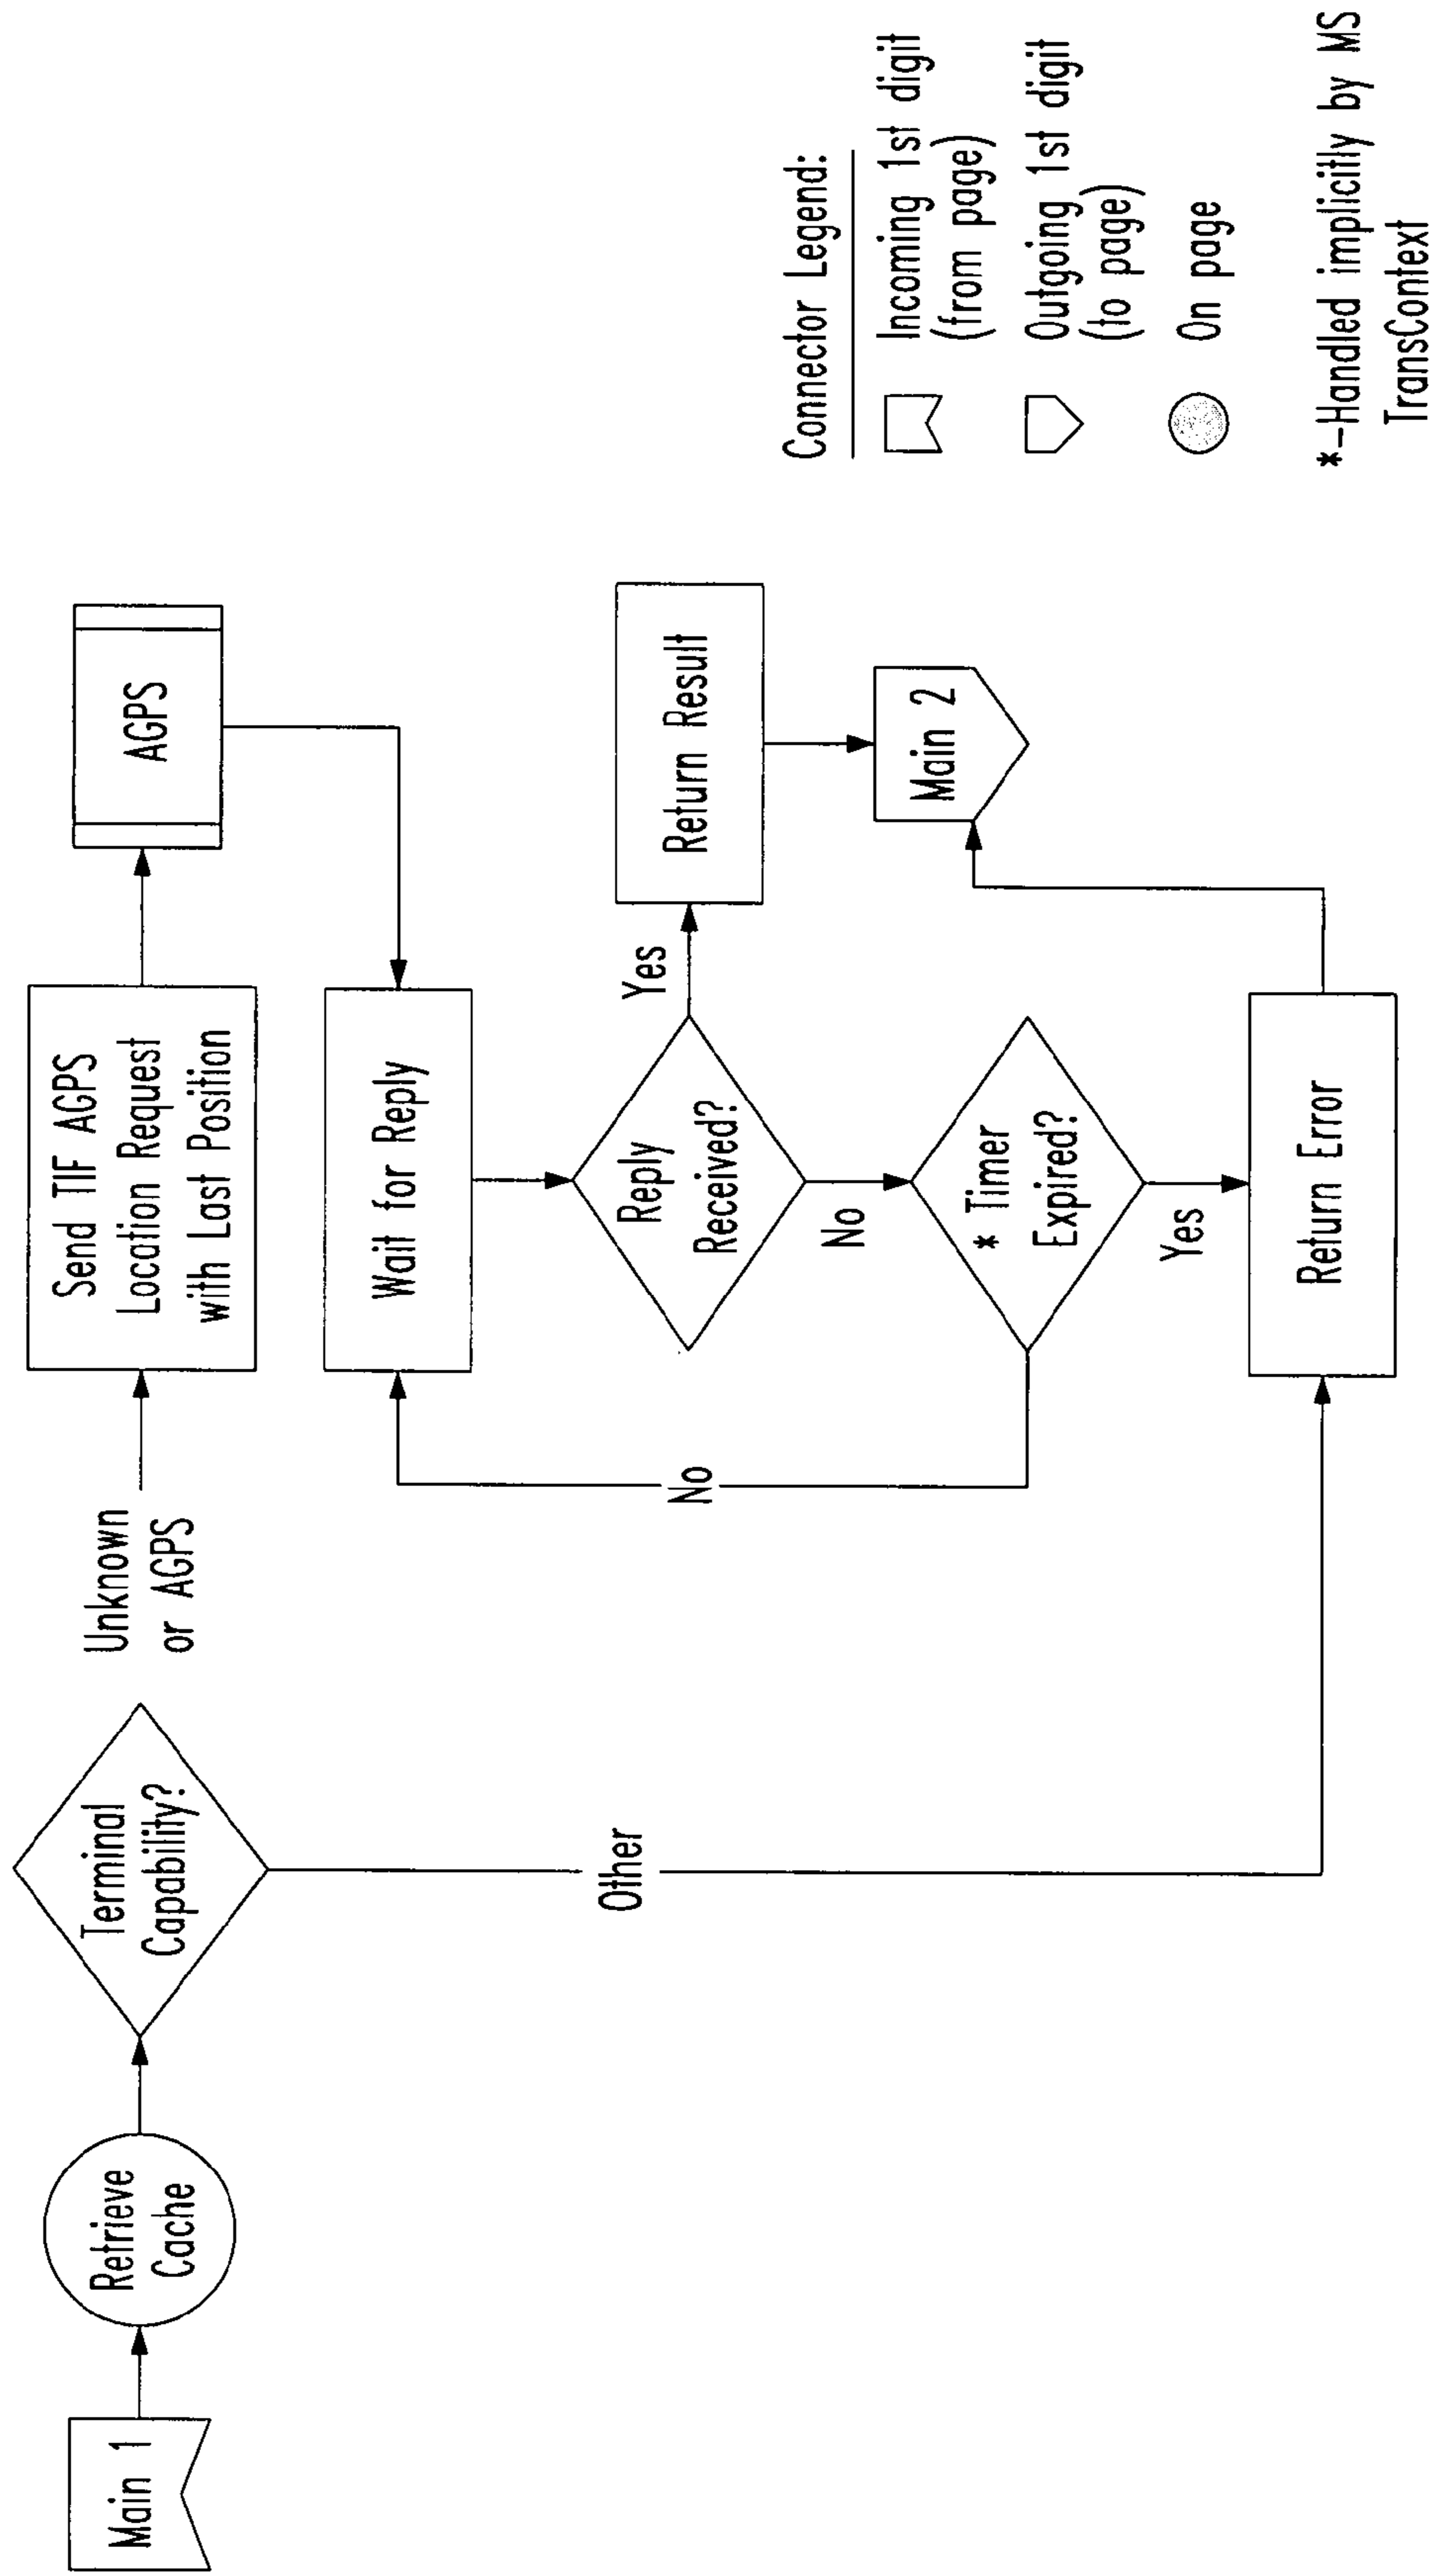 Main 1
Retrieve
Cache
Terminal
Capability?
Unknown
or AGPS
Send TIF AGPS
Location Request
with Last Position
AGPS
Wait for Reply
Reply
Received?
Yes
Return Result
No
* Timer
Expired?
No
Yes
Main 2
Other
Return Error
Connector Legend:
Incoming 1st digit
(from page)
Outgoing 1st digit
(to page)
On page
*–Handled implicitly by MS
TransContext